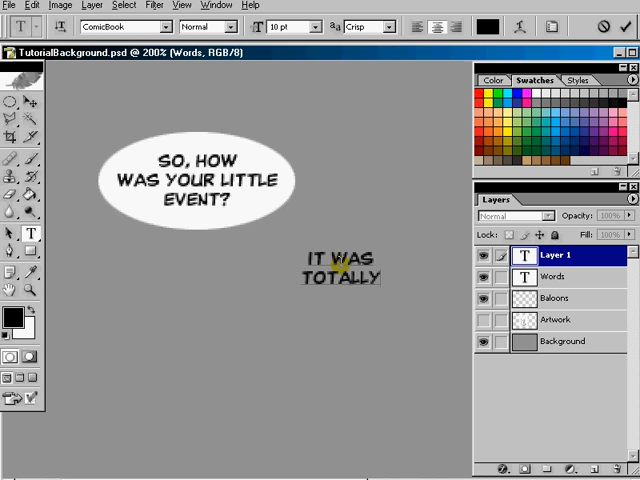 Edit Image Layer Select Filter View Window Help
T ComicBook Normal 10 pt aa Crisp
TutorialBackground.psd @ 200% (Words, RGB/8)
Color Swatches Styles
SO, HOW
WAS YOUR LITTLE
EVENT?
IT WAS
TOTALLY
Layers
Normal Opacity: 100%
Lock: Fill: 100%
T Layer 1
T Words
Baloons
Artwork
Background